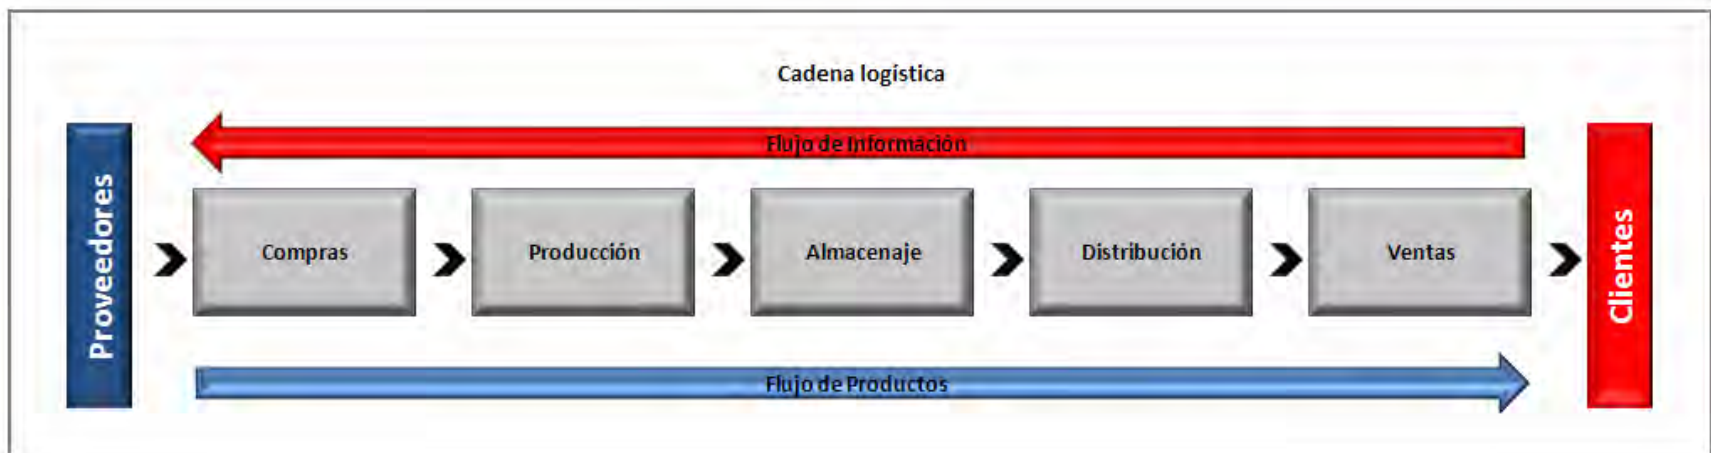 Cadena logística
Flujo de Información
Proveedores
Compras
Producción
Almacenaje
Distribución
Ventas
Clientes
Flujo de Productos